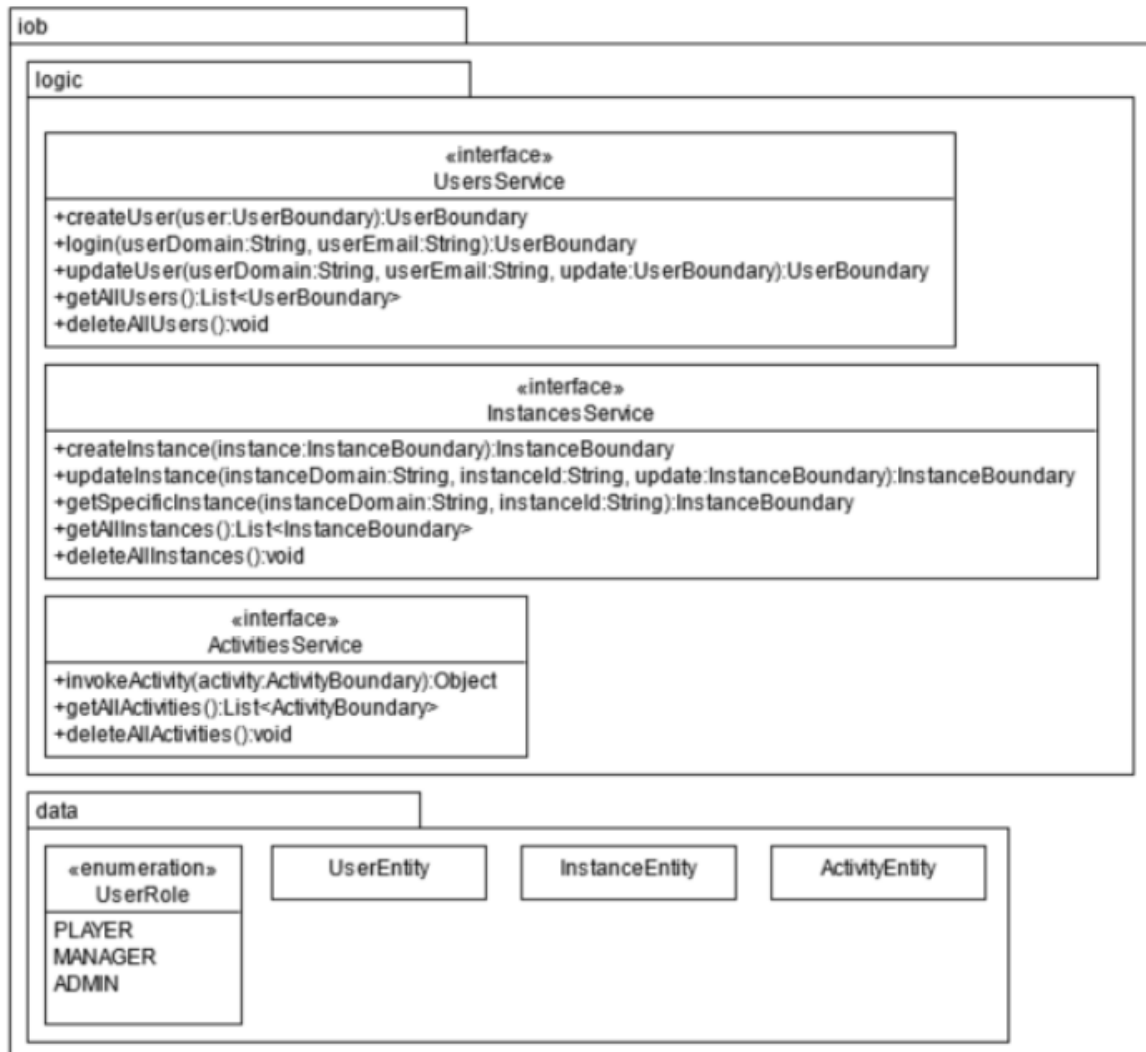 iob
logic
«interface»
UsersService
+createUser(user:UserBoundary):UserBoundary
+login(userDomain:String, userEmail:String):UserBoundary
+updateUser(userDomain:String, userEmail:String, update:UserBoundary):UserBoundary
+getAllUsers():List<UserBoundary>
+deleteAllUsers():void
«interface»
InstancesService
+createInstance(instance:InstanceBoundary):InstanceBoundary
+updateInstance(instanceDomain:String, instanceId:String, update:InstanceBoundary):InstanceBoundary
+getSpecificInstance(instanceDomain:String, instanceId:String):InstanceBoundary
+getAllInstances():List<InstanceBoundary>
+deleteAllInstances():void
«interface»
ActivitiesService
+invokeActivity(activity:ActivityBoundary):Object
+getAllActivities():List<ActivityBoundary>
+deleteAllActivities():void
data
«enumeration»
UserRole
PLAYER
MANAGER
ADMIN
UserEntity
InstanceEntity
ActivityEntity